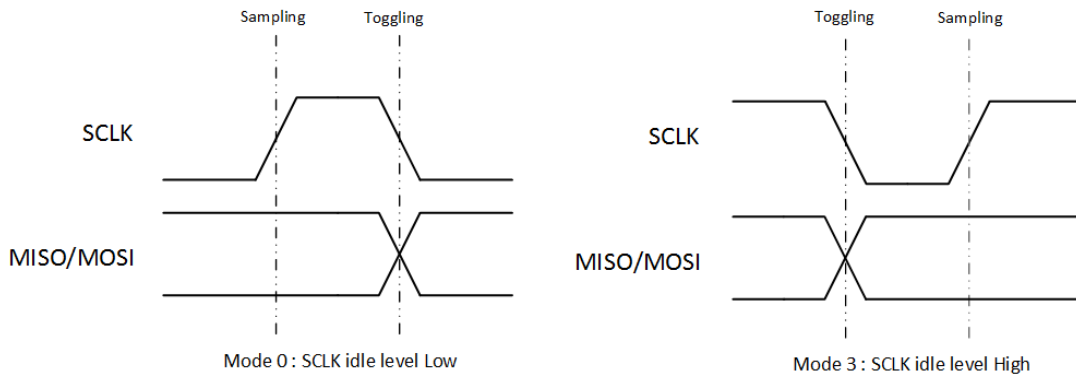 Sampling
Toggling
SCLK
MISO/MOSI
Mode 0 : SCLK idle level Low
Toggling
Sampling
SCLK
MISO/MOSI
Mode 3 : SCLK idle level High